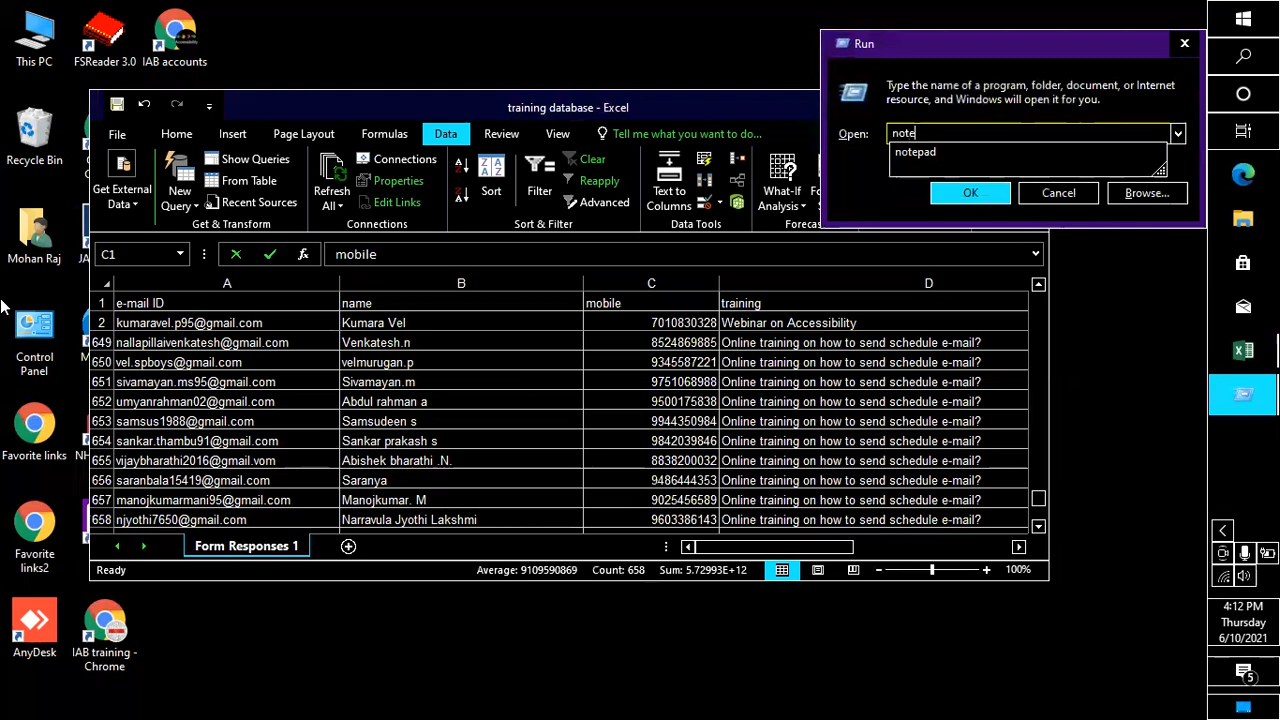 This PC
FSReader 3.0
IAB accounts
Recycle Bin
Mohan Raj
Control
Panel
Favorite links
Favorite
links2
AnyDesk
IAB training -
Chrome
training database - Excel
File
Home
Insert
Page Layout
Formulas
Data
Review
View
Tell me what you want to do...
Get External
Data
New
Query
Show Queries
From Table
Recent Sources
Get & Transform
Refresh
All
Connections
Properties
Edit Links
Connections
Sort
Filter
Clear
Reapply
Advanced
Sort & Filter
Text to
Columns
Data Tools
What-If
Analysis
Forecas
C1
mobile
A B C D
1 e-mail ID name mobile training
2 kumaravel.p95@gmail.com Kumara Vel 7010830328 Webinar on Accessibility
649 nallapillaivenkatesh@gmail.com Venkatesh.n 8524869885 Online training on how to send schedule e-mail?
650 vel.spboys@gmail.com velmurugan.p 9345587221 Online training on how to send schedule e-mail?
651 sivamayan.ms95@gmail.com Sivamayan.m 9751068988 Online training on how to send schedule e-mail?
652 umyanrahman02@gmail.com Abdul rahman a 9500175838 Online training on how to send schedule e-mail?
653 samsus1988@gmail.com Samsudeen s 9944350984 Online training on how to send schedule e-mail?
654 sankar.thambu91@gmail.com Sankar prakash s 9842039846 Online training on how to send schedule e-mail?
655 vijaybharathi2016@gmail.vom Abishek bharathi .N. 8838200032 Online training on how to send schedule e-mail?
656 saranbala15419@gmail.com Saranya 9486444353 Online training on how to send schedule e-mail?
657 manojkumarmani95@gmail.com Manojkumar. M 9025456589 Online training on how to send schedule e-mail?
658 njyothi7650@gmail.com Narravula Jyothi Lakshmi 9603386143 Online training on how to send schedule e-mail?
Form Responses 1
Ready
Average: 9109590869 Count: 658 Sum: 5.72993E+12
100%
Run
Type the name of a program, folder, document, or Internet
resource, and Windows will open it for you.
Open:
note
notepad
OK
Cancel
Browse...
4:12 PM
Thursday
6/10/2021
5